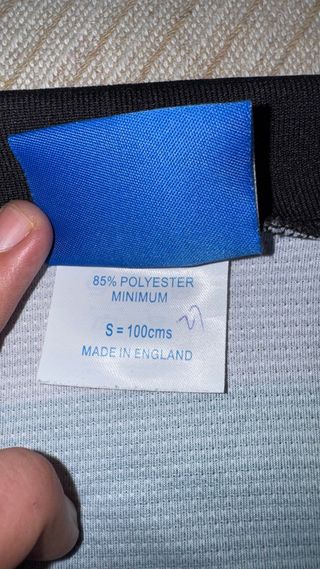 85% POLYESTER
MINIMUM
S = 100cms
MADE IN ENGLAND